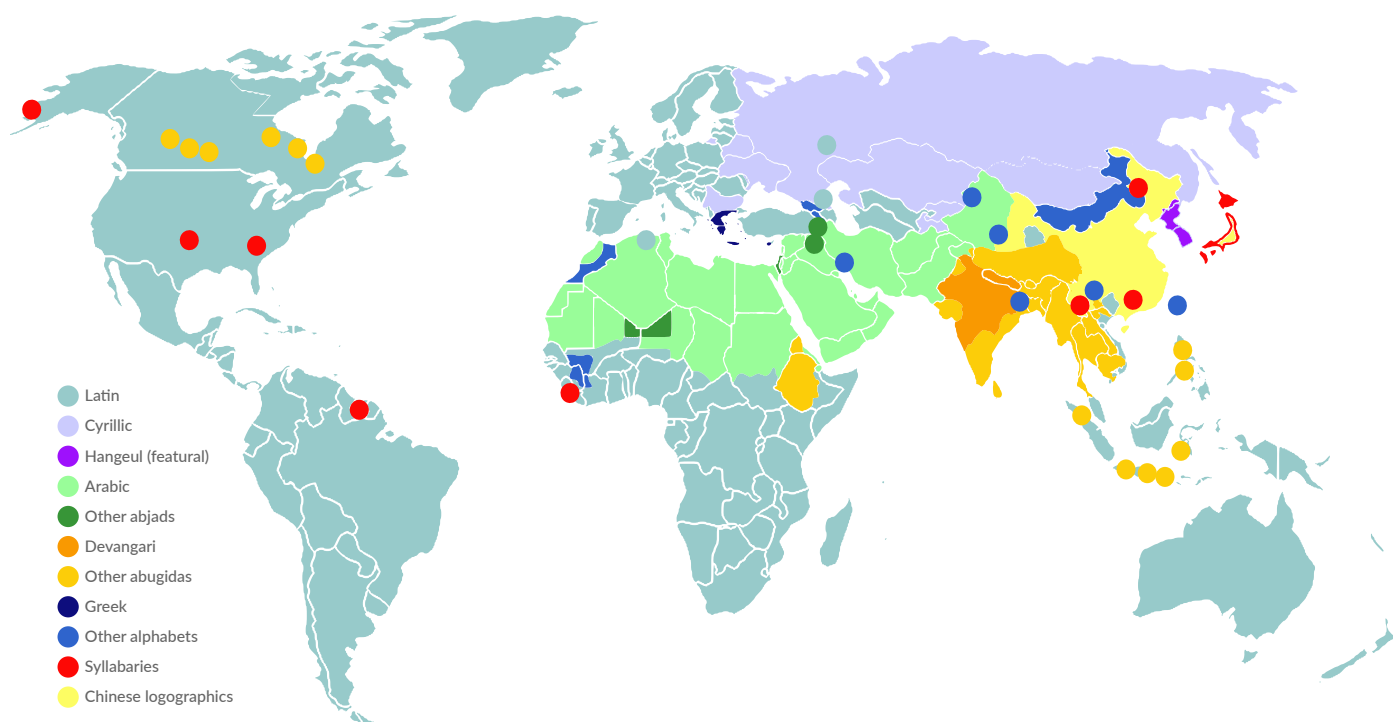 Latin
Cyrillic
Hangeul (featural)
Arabic
Other abjads
Devangari
Other abugidas
Greek
Other alphabets
Syllabaries
Chinese logographics